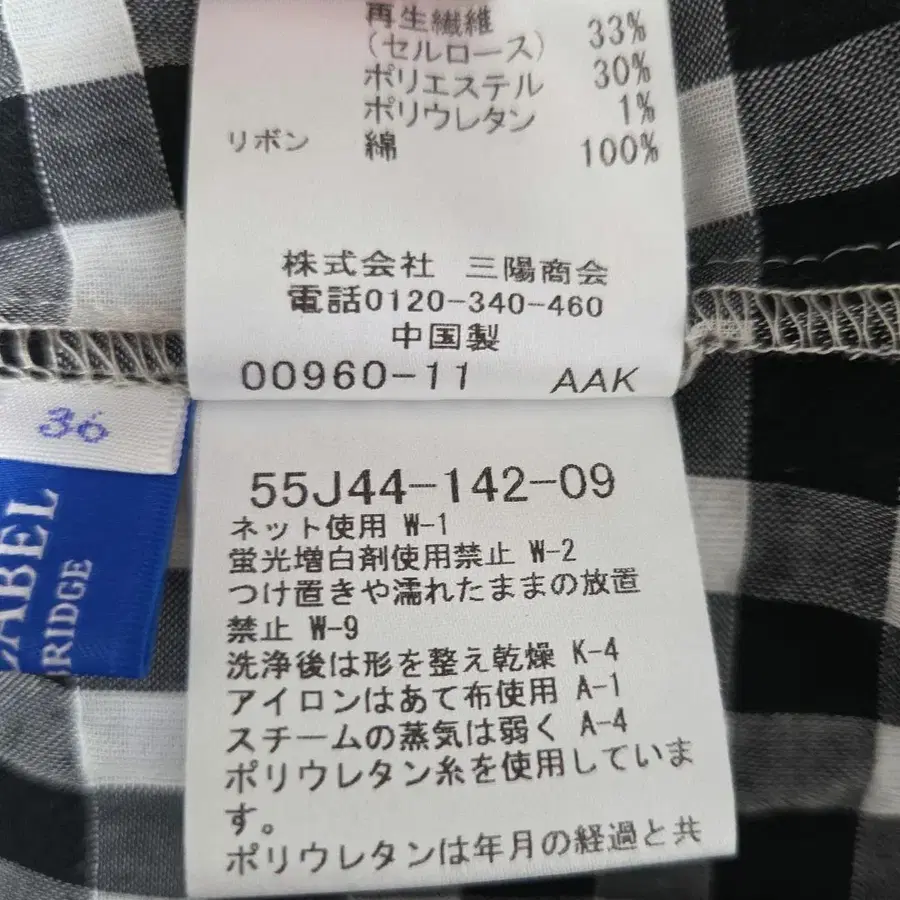 再生繊維 33%
(セルロース)
ポリエステル 30%
ポリウレタン 1%
リボン 綿 100%
株式会社 三陽商会
電話0120-340-460
中国製
00960-11 AAK
36
LABEL
BRIDGE
55J44-142-09
ネット使用 W-1
蛍光増白剤使用禁止 W-2
つけ置きや濡れたままの放置
禁止 W-9
洗浄後は形を整え乾燥 K-4
アイロンはあて布使用 A-1
スチームの蒸気は弱く A-4
ポリウレタン糸を使用していま
す。
ポリウレタンは年月の経過と共